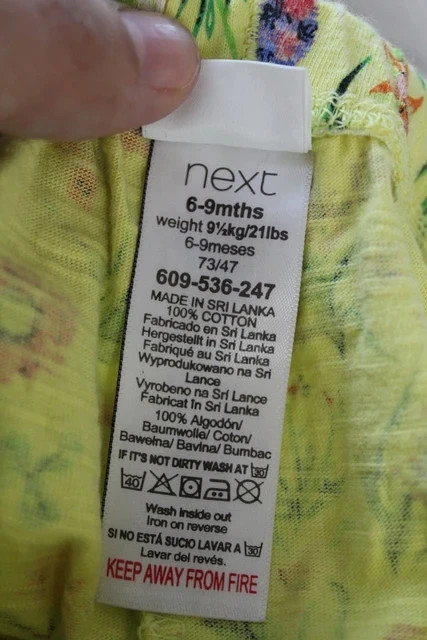 next
6-9mths
weight 9½kg/21lbs
6-9meses
73/47
609-536-247
MADE IN SRI LANKA
100% COTTON
Fabricado en Sri Lanka
Hergestellt in Sri Lanka
Fabriqué au Sri Lanka
Wyprodukowano na Sri
Lance
Vyrobeno na Sri Lance
Fabricat în Sri Lanka
100% Algodón/
Baumwolle/ Coton/
Bawełna/ Bavlna/ Bumbac
IF IT'S NOT DIRTY WASH AT 30
40
Wash inside out
Iron on reverse
SI NO ESTÁ SUCIO LAVAR A 30
Lavar del revés.
KEEP AWAY FROM FIRE